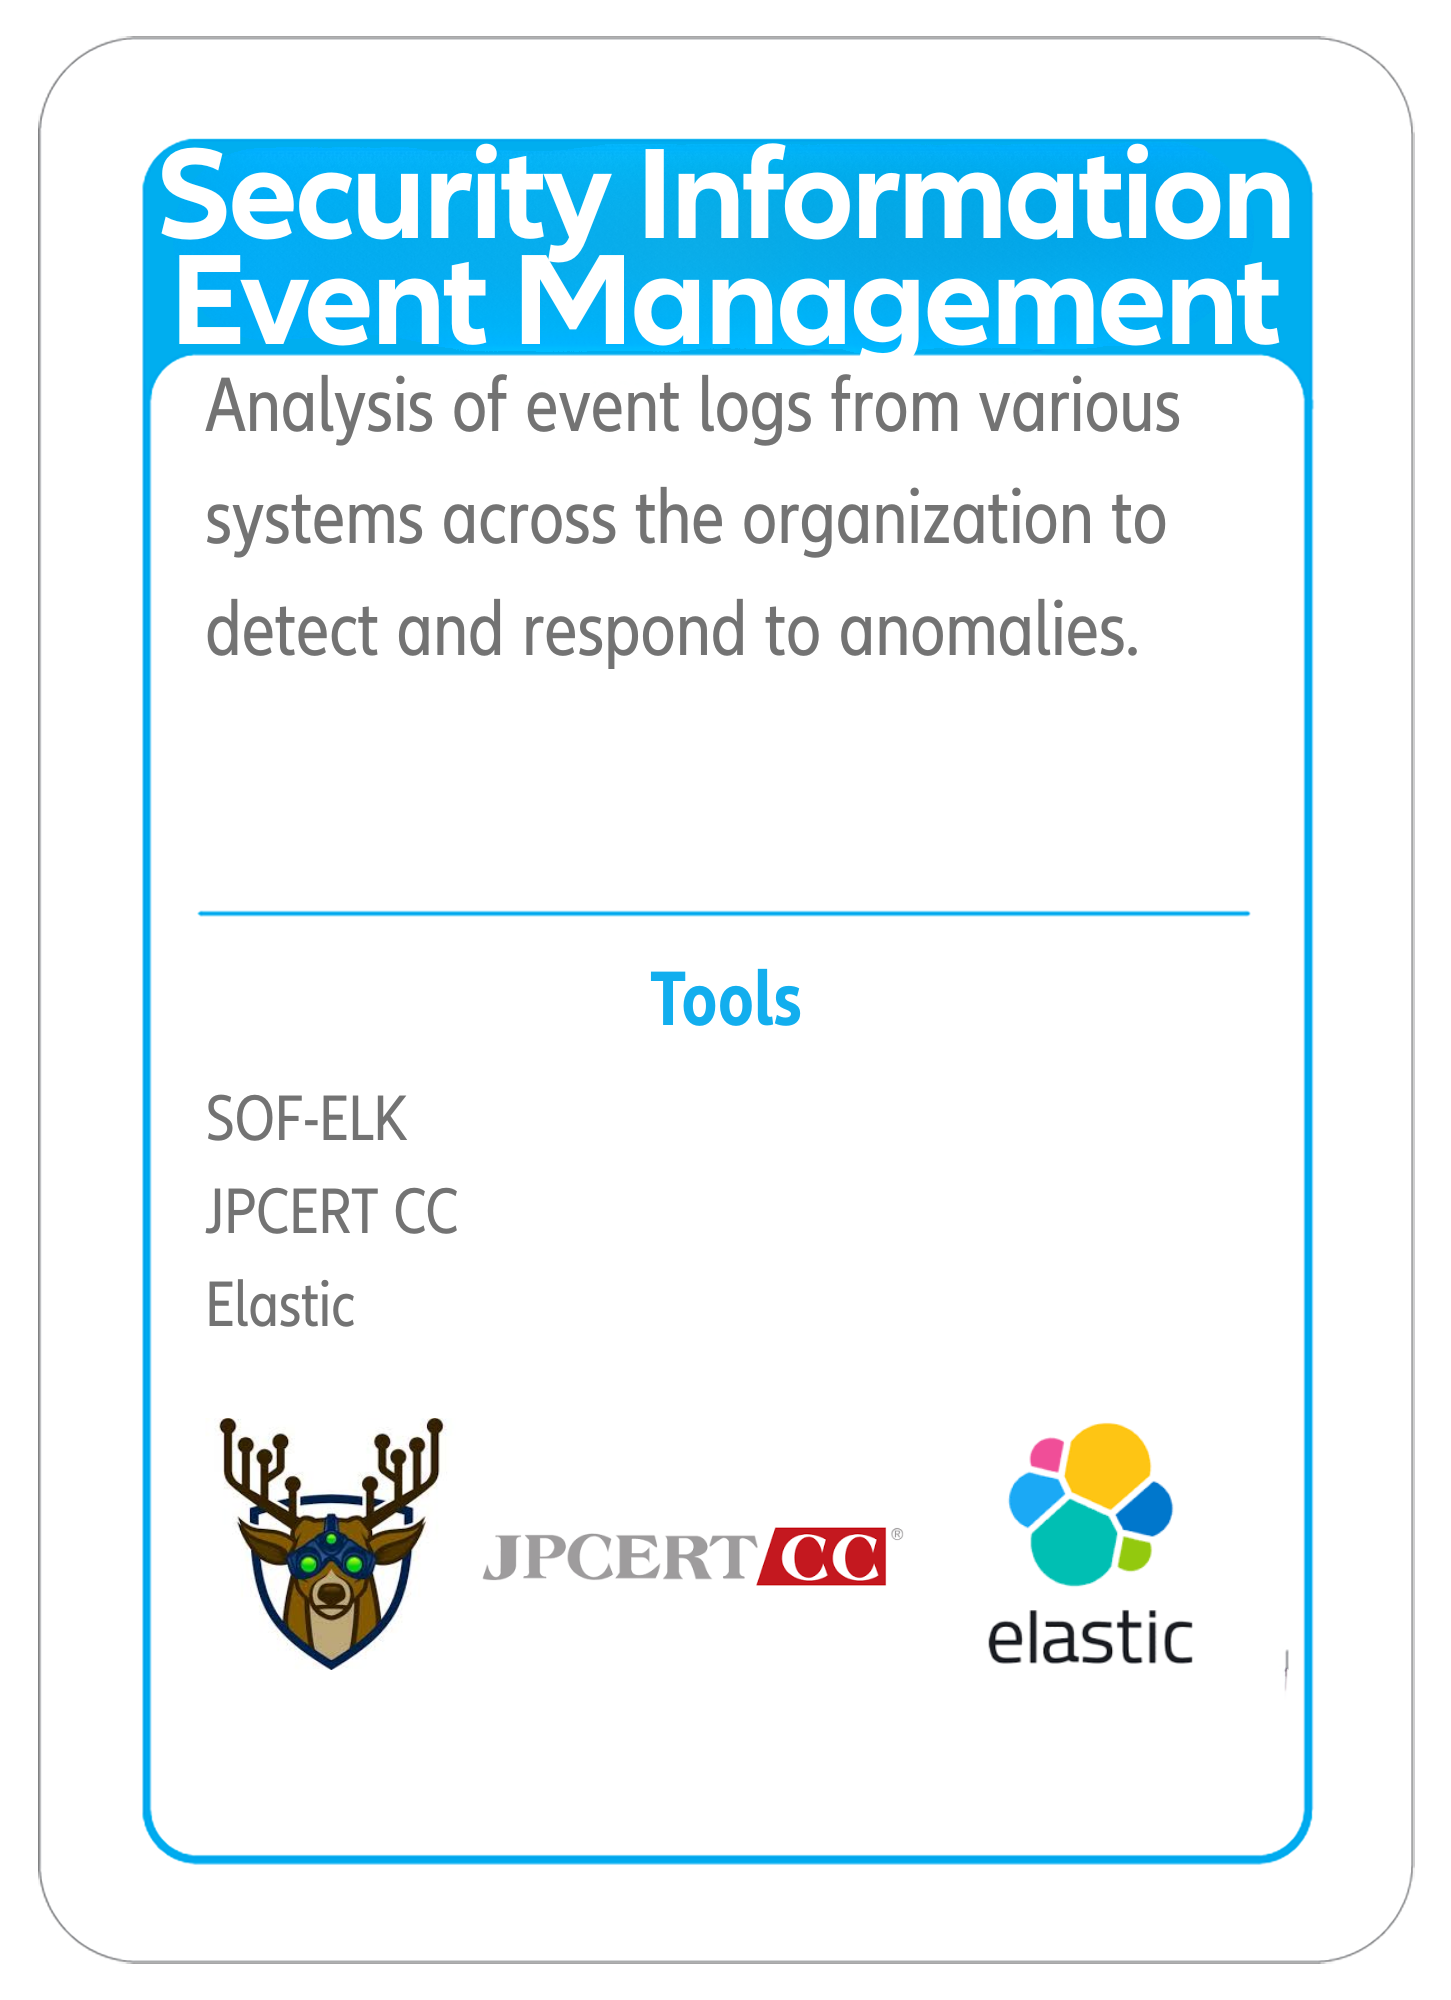 Security Information
Event Management
Analysis of event logs from various
systems across the organization to
detect and respond to anomalies.
Tools
SOF-ELK
JPCERT CC
Elastic
JPCERT CC®
elastic